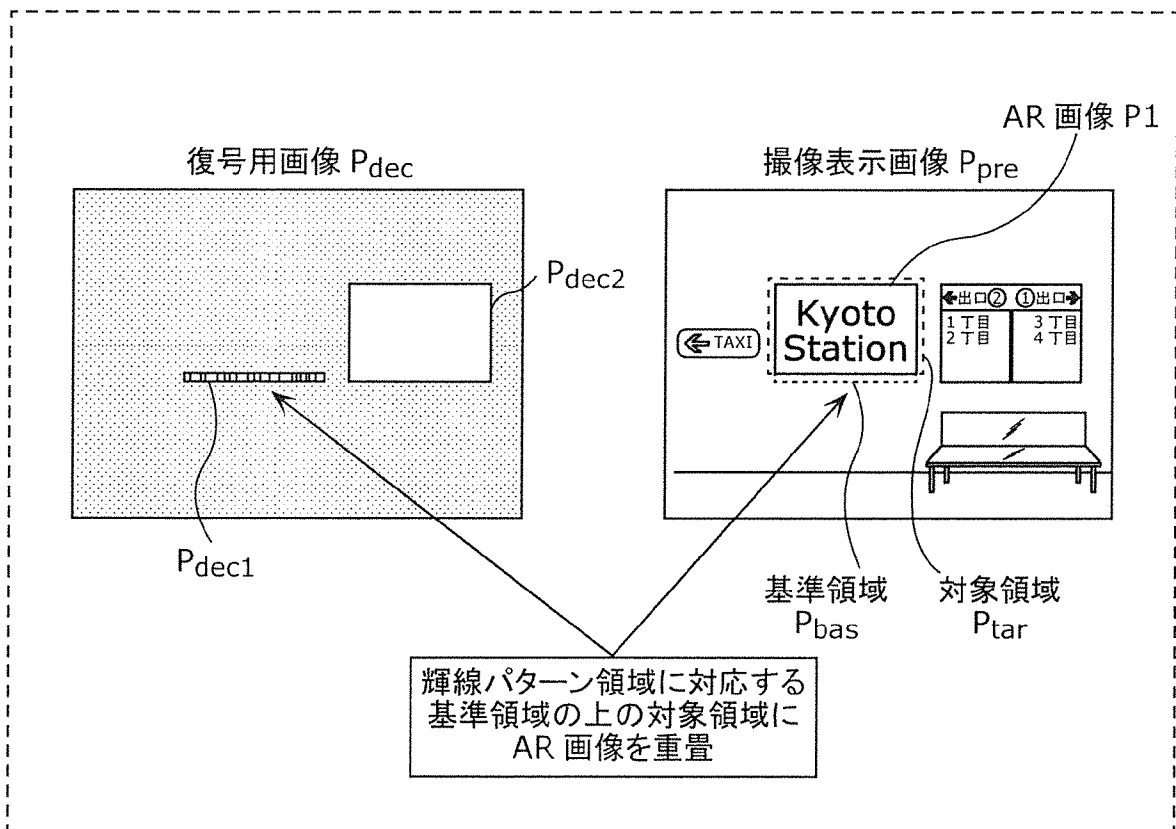 AR 画像 P1
復号用画像 Pdec
撮像表示画像 Ppre
Pdec2
Kyoto
Station
TAXI
出口② ①出口
1 丁目 3 丁目
2 丁目 4 丁目
Pdec1
基準領域
Pbas
対象領域
Ptar
輝線パターン領域に対応する
基準領域の上の対象領域に
AR 画像を重畳